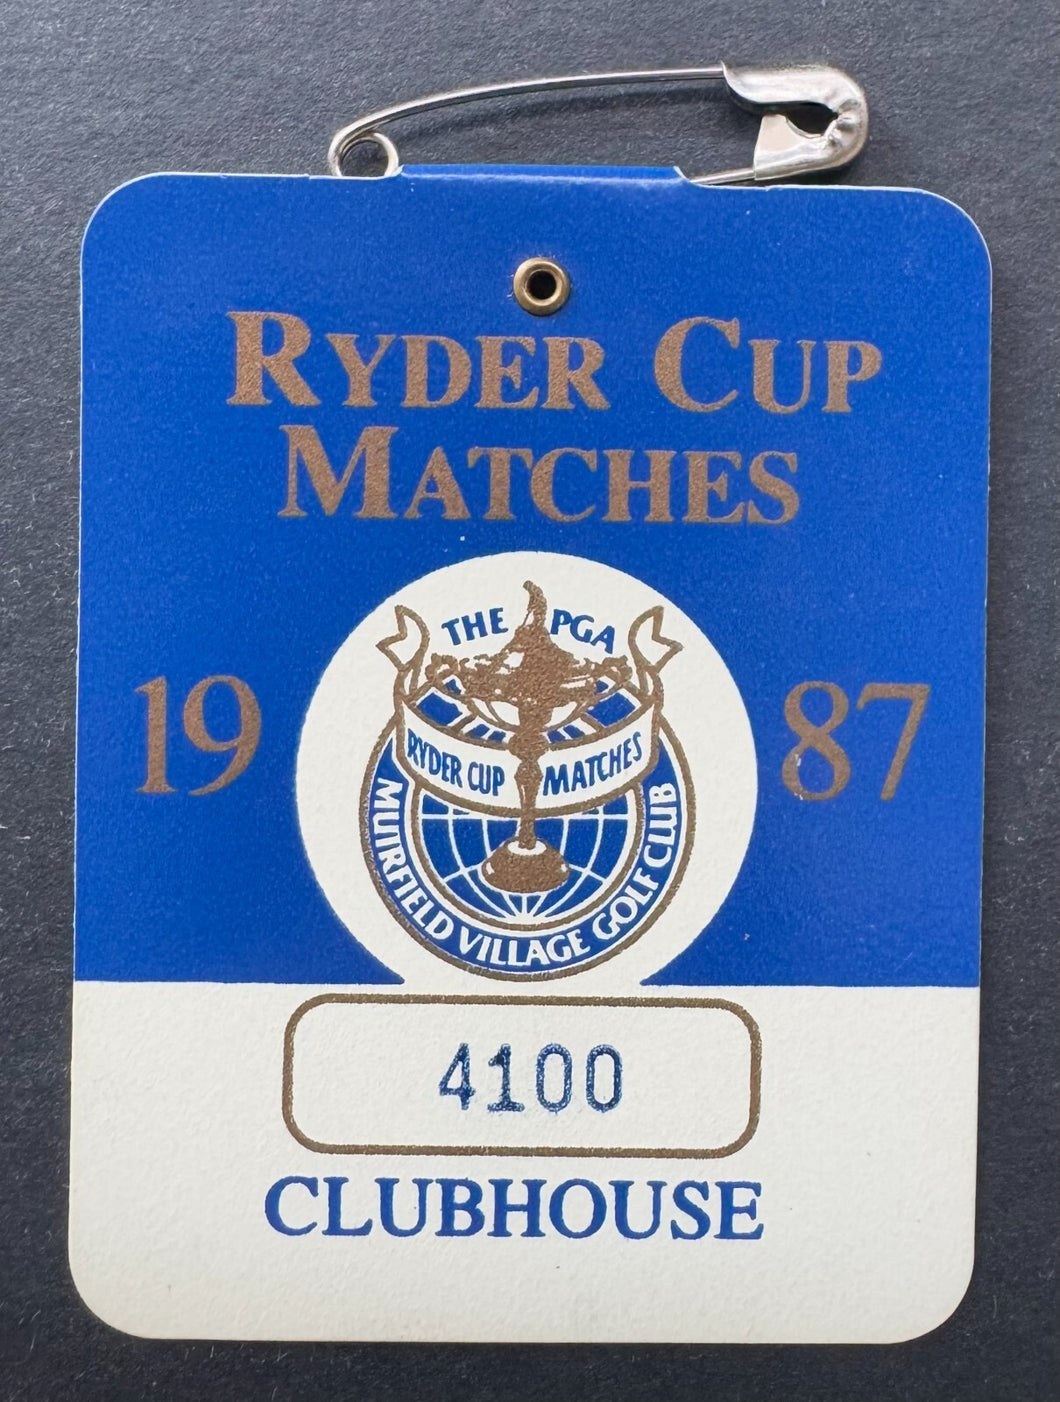 RYDER CUP
MATCHES
19 87
THE PGA
RYDER CUP MATCHES
MUIRFIELD VILLAGE GOLF CLUB
4100
CLUBHOUSE